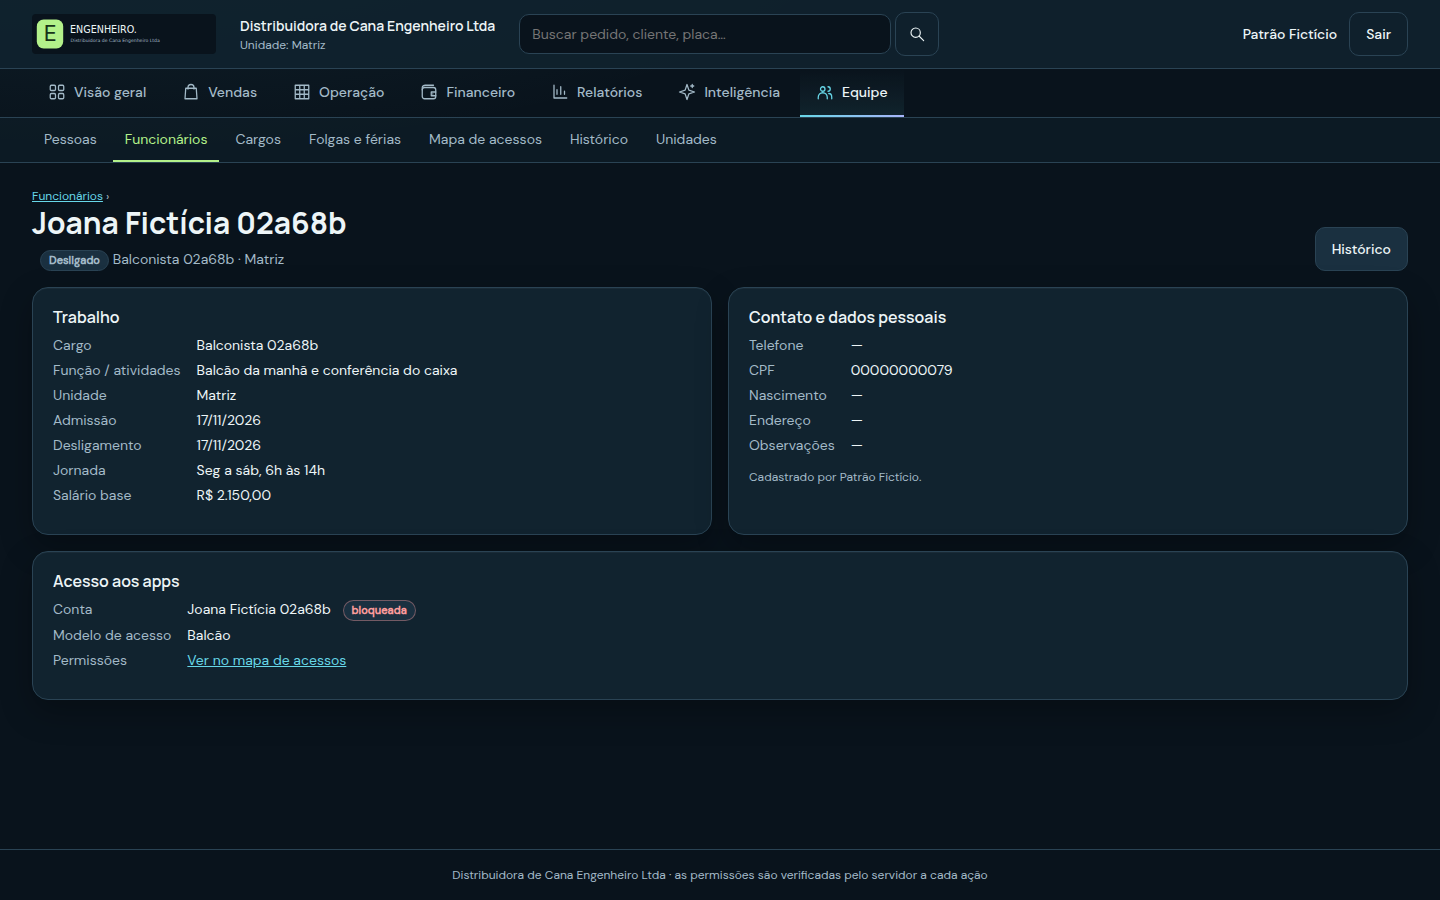 E ENGENHEIRO.
Distribuidora de Cana Engenheiro Ltda
Distribuidora de Cana Engenheiro Ltda
Unidade: Matriz
Buscar pedido, cliente, placa...
Patrão Fictício
Sair
Visão geral
Vendas
Operação
Financeiro
Relatórios
Inteligência
Equipe
Pessoas
Funcionários
Cargos
Folgas e férias
Mapa de acessos
Histórico
Unidades
Funcionários ›
Joana Fictícia 02a68b
Desligado Balconista 02a68b · Matriz
Histórico
Trabalho
Cargo Balconista 02a68b
Função / atividades Balcão da manhã e conferência do caixa
Unidade Matriz
Admissão 17/11/2026
Desligamento 17/11/2026
Jornada Seg a sáb, 6h às 14h
Salário base R$ 2.150,00
Contato e dados pessoais
Telefone —
CPF 00000000079
Nascimento —
Endereço —
Observações —
Cadastrado por Patrão Fictício.
Acesso aos apps
Conta Joana Fictícia 02a68b bloqueada
Modelo de acesso Balcão
Permissões Ver no mapa de acessos
Distribuidora de Cana Engenheiro Ltda · as permissões são verificadas pelo servidor a cada ação